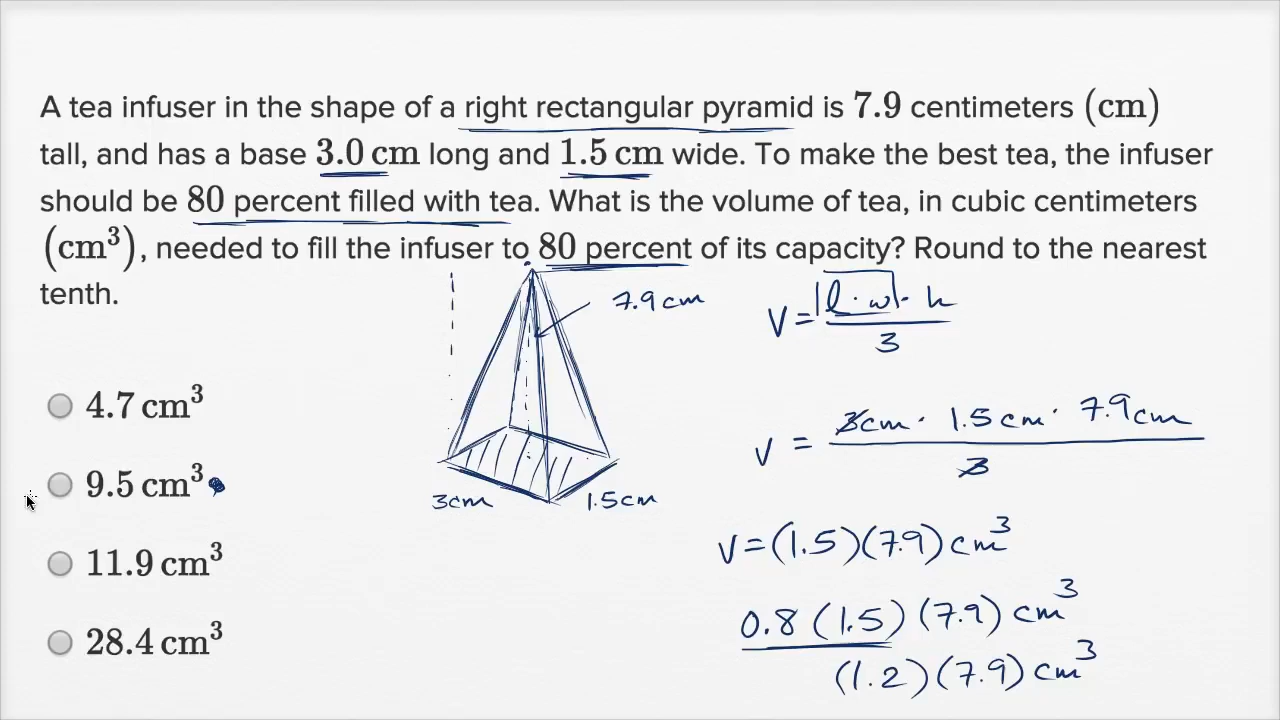 A tea infuser in the shape of a right rectangular pyramid is 7.9 centimeters (cm)
tall, and has a base 3.0 cm long and 1.5 cm wide. To make the best tea, the infuser
should be 80 percent filled with tea. What is the volume of tea, in cubic centimeters
(cm³), needed to fill the infuser to 80 percent of its capacity? Round to the nearest
tenth.
4.7 cm³
9.5 cm³
11.9 cm³
28.4 cm³
7.9 cm
3cm
1.5cm
V = l · w · h
3
V = 3cm · 1.5 cm · 7.9 cm
3
V = (1.5)(7.9) cm³
0.8 (1.5) (7.9) cm³
(1.2)(7.9) cm³